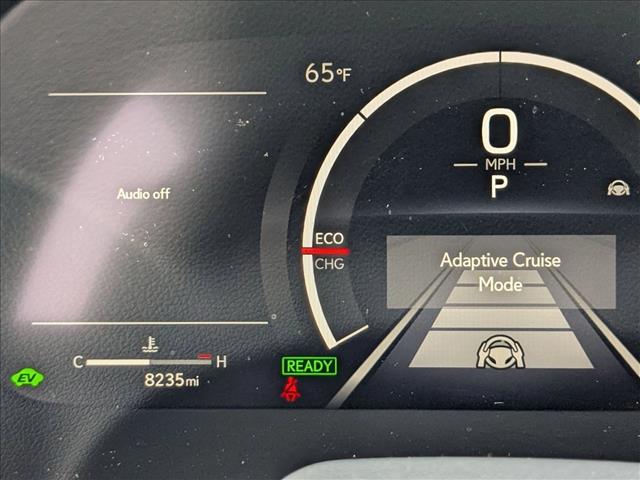 65°F
0
MPH
P
Audio off
ECO
CHG
Adaptive Cruise
Mode
C H
EV
8235mi
READY